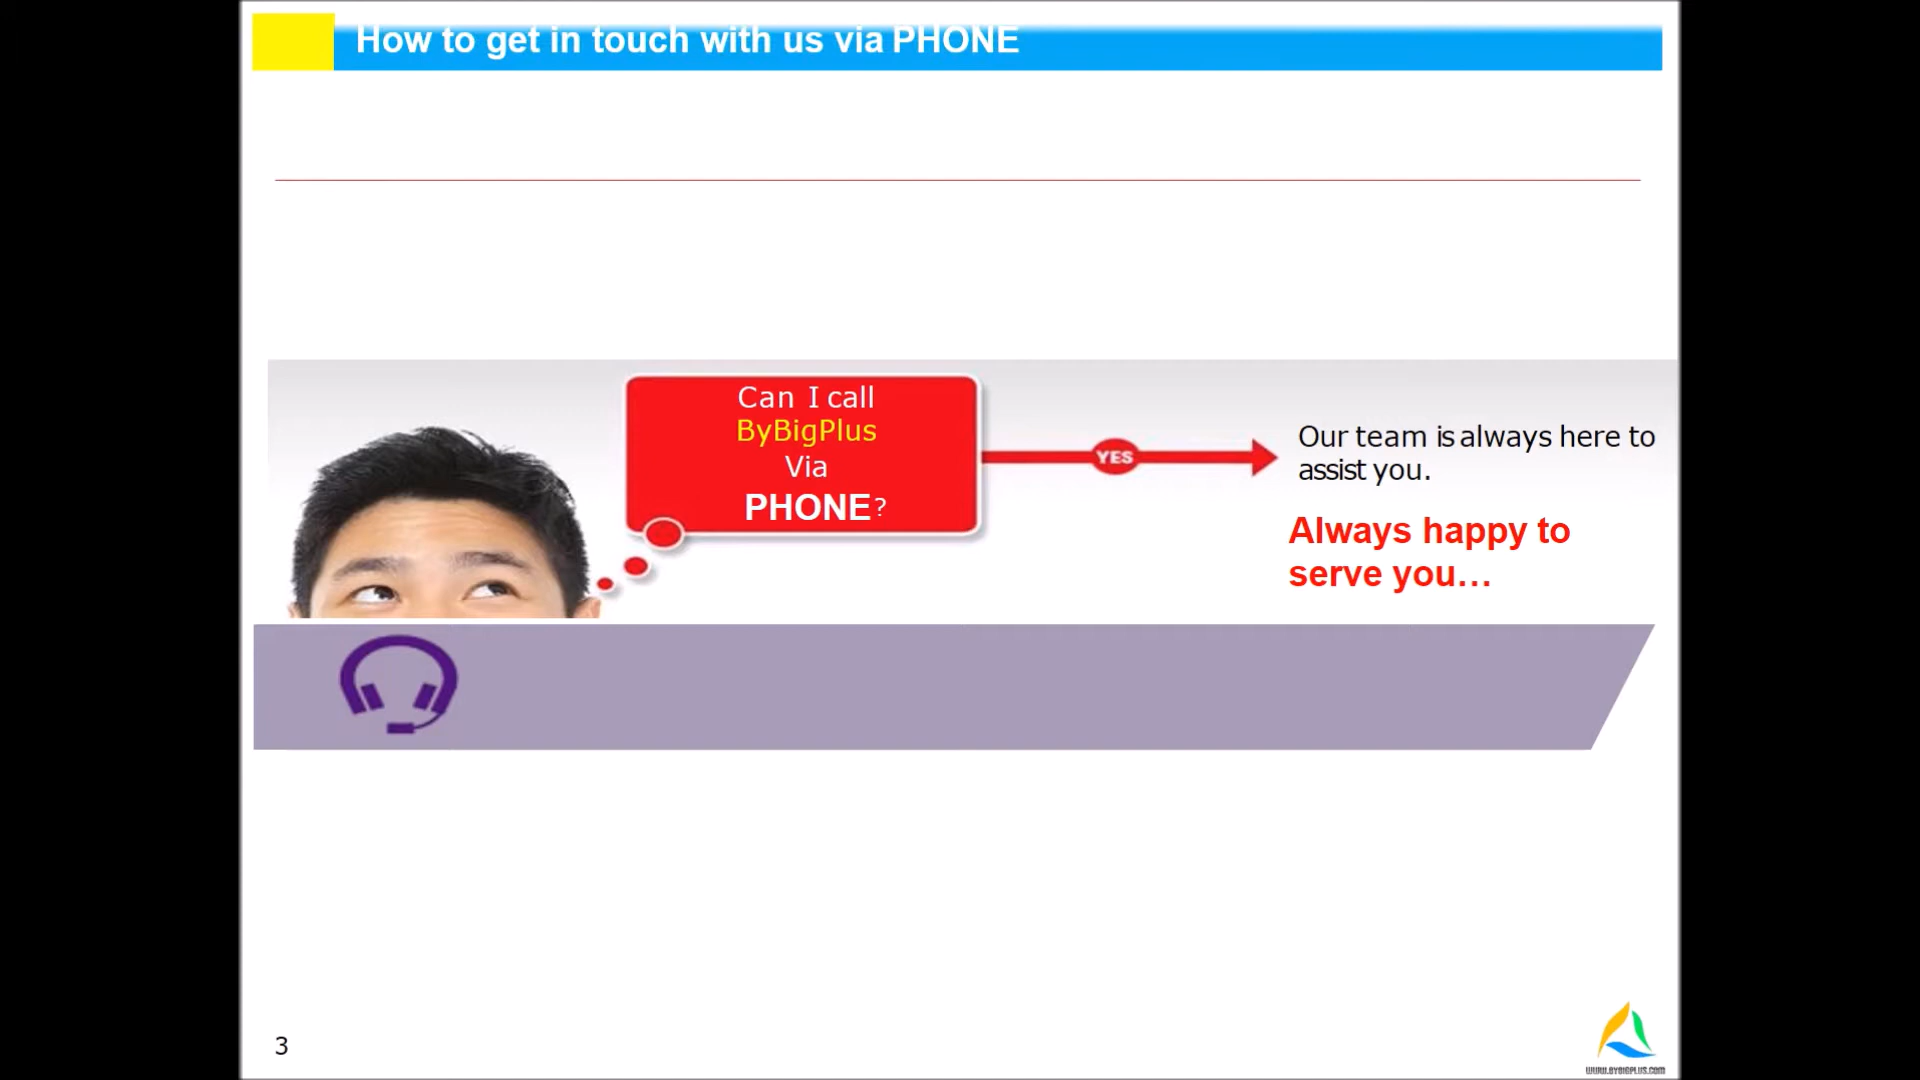 How to get in touch with us via PHONE
Can I call
ByBigPlus
Via
PHONE?
YES
Our team is always here to
assist you.
Always happy to
serve you...
3
WWW.BYBIGPLUS.COM